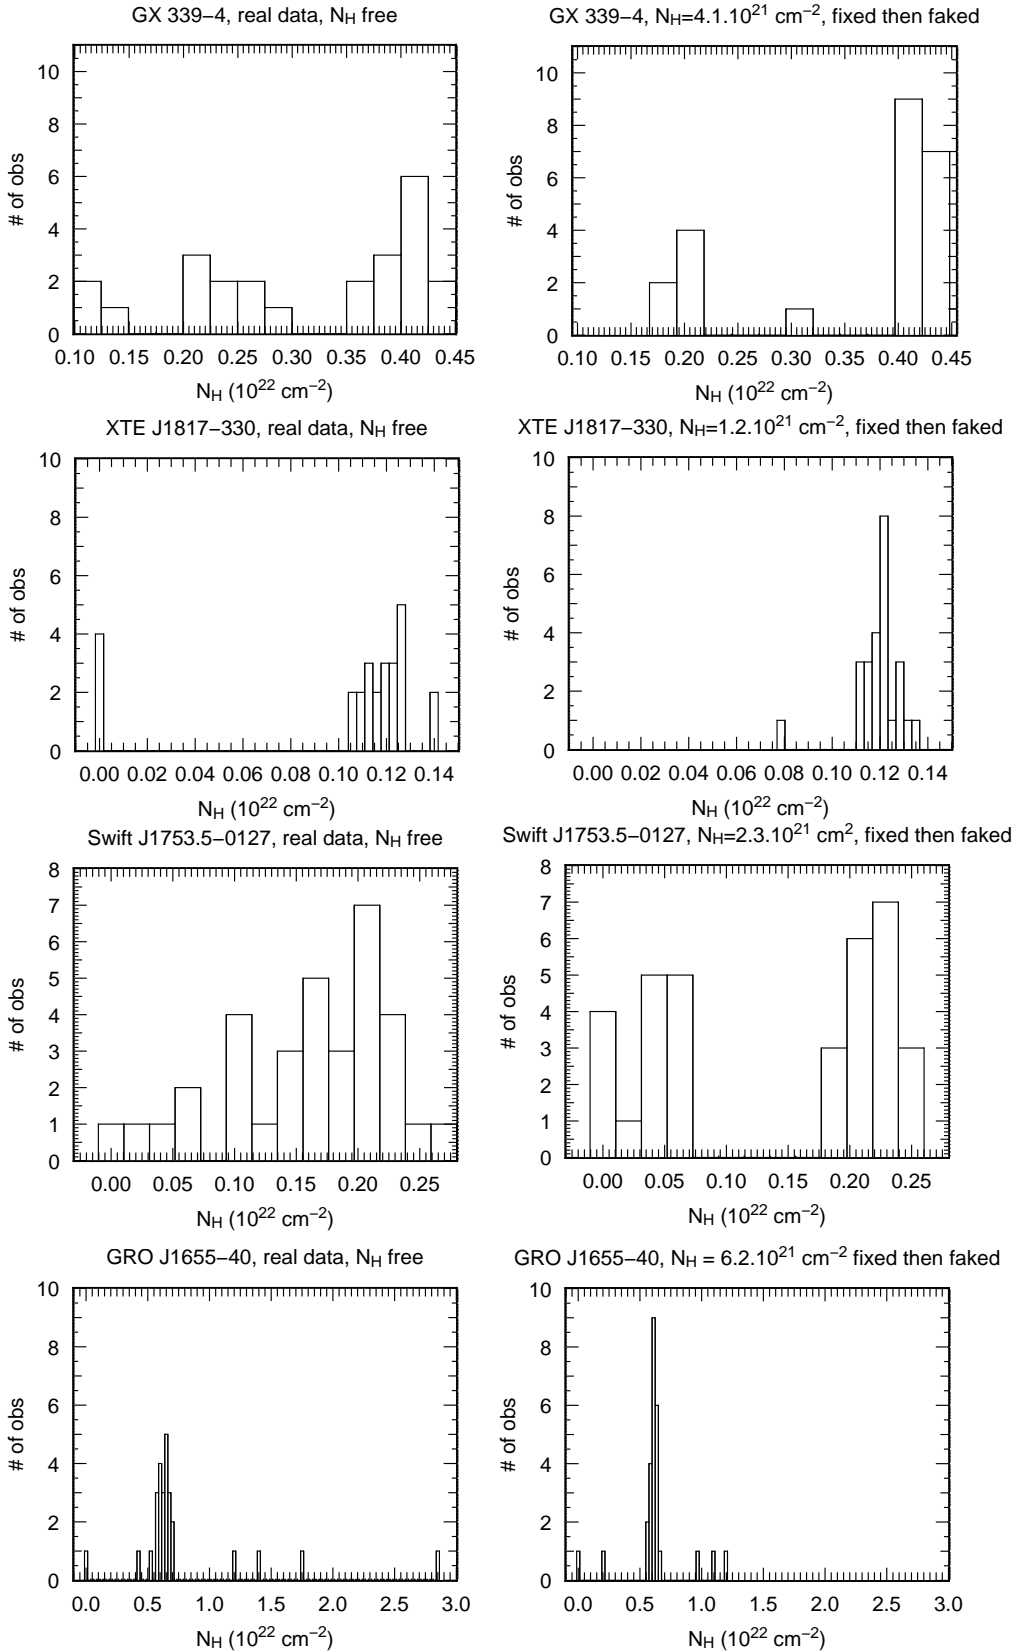 GX 339−4, real data, N_H free
10
8
6
4
2
0
# of obs
0.10 0.15 0.20 0.25 0.30 0.35 0.40 0.45
N_H (10^22 cm^−2)
GX 339−4, N_H=4.1.10^21 cm^−2, fixed then faked
10
8
6
4
2
0
# of obs
0.10 0.20 0.30 0.40 0.45
N_H (10^22 cm^−2)
XTE J1817−330, real data, N_H free
10
8
6
4
2
0
# of obs
0.00 0.02 0.04 0.06 0.08 0.10 0.12 0.14
N_H (10^22 cm^−2)
XTE J1817−330, N_H=1.2.10^21 cm^−2, fixed then faked
10
8
6
4
2
0
# of obs
0.00 0.02 0.04 0.06 0.08 0.10 0.12 0.14
N_H (10^22 cm^−2)
Swift J1753.5−0127, real data, N_H free
8
7
6
5
4
3
2
1
0
# of obs
0.00 0.05 0.10 0.15 0.20 0.25
N_H (10^22 cm^−2)
Swift J1753.5−0127, N_H=2.3.10^21 cm^2, fixed then faked
8
7
6
5
4
3
2
1
0
# of obs
0.00 0.05 0.10 0.15 0.20 0.25
N_H (10^22 cm^−2)
GRO J1655−40, real data, N_H free
10
8
6
4
2
0
# of obs
0.0 0.5 1.0 1.5 2.0 2.5 3.0
N_H (10^22 cm^−2)
GRO J1655−40, N_H = 6.2.10^21 cm^−2 fixed then faked
10
8
6
4
2
0
# of obs
0.0 0.5 1.0 1.5 2.0 2.5 3.0
N_H (10^22 cm^−2)